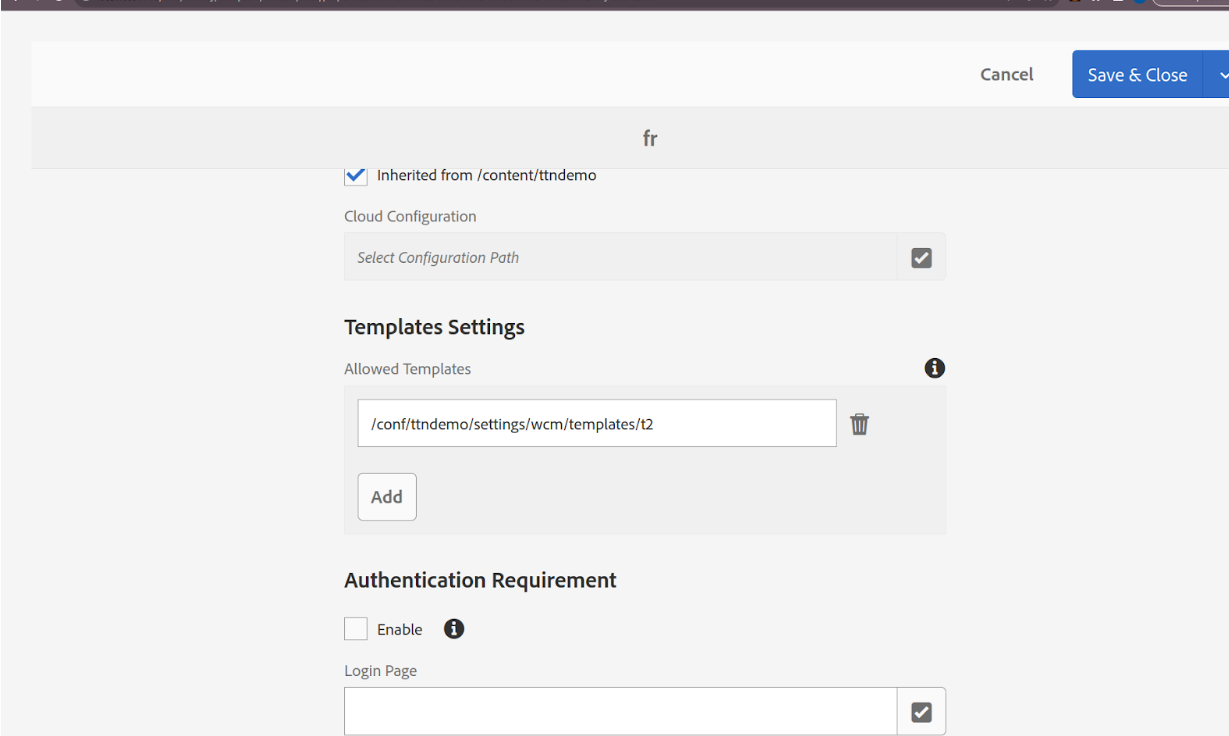 Cancel
Save & Close
fr
Inherited from /content/ttndemo
Cloud Configuration
Select Configuration Path
Templates Settings
Allowed Templates
/conf/ttndemo/settings/wcm/templates/t2
Add
Authentication Requirement
Enable
Login Page